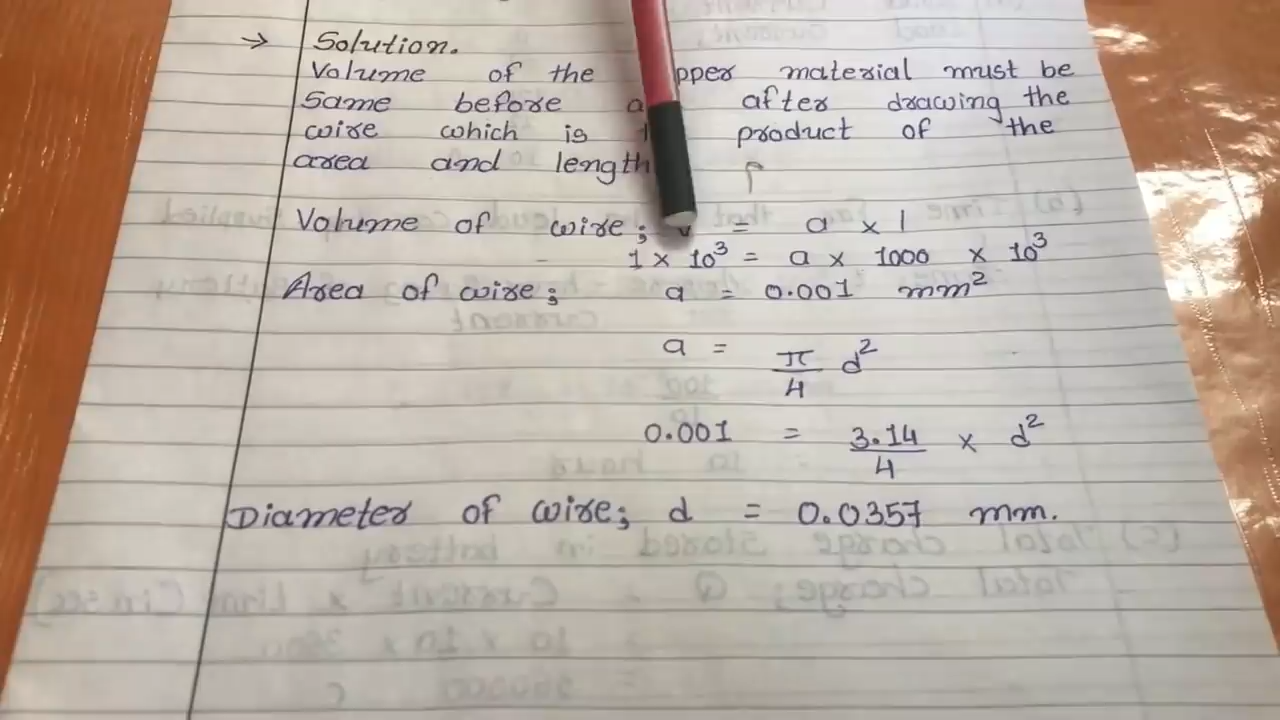 → Solution.
Volume of the pper material must be
Same before a after drawing the
wire which is product of the
area and length
Volume of wire; = a × l
1 × 10³ = a × 1000 × 10³
Area of wire; a = 0.001 mm²
a = π/4 d²
0.001 = 3.14/4 × d²
Diameter of wire; d = 0.0357 mm.